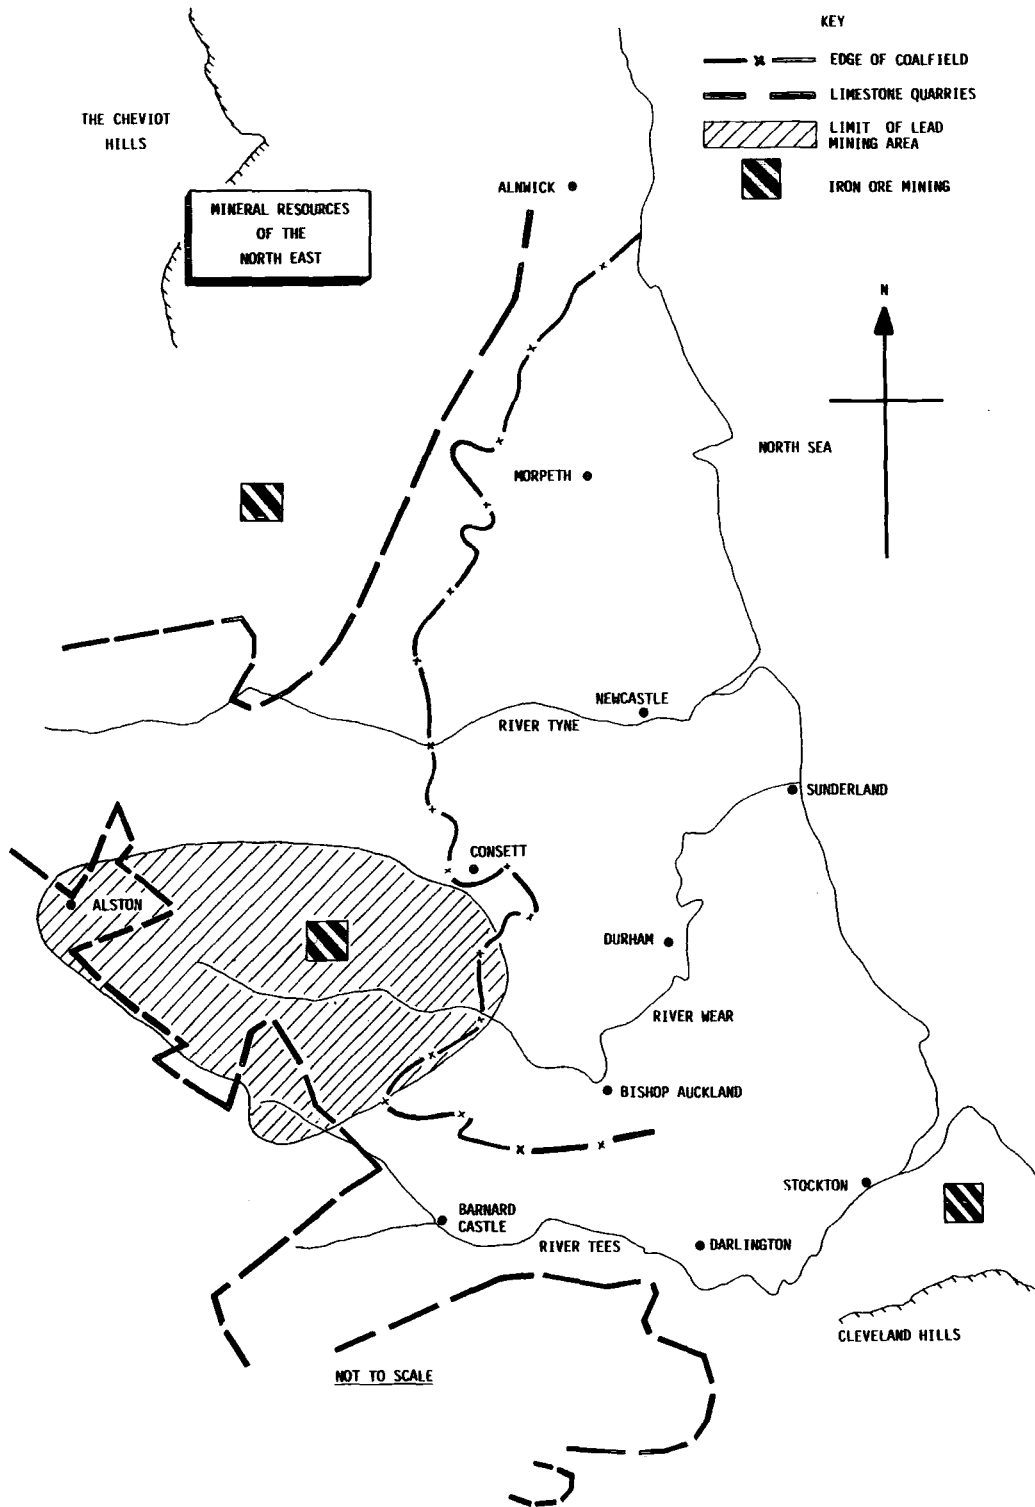 KEY
EDGE OF COALFIELD
LIMESTONE QUARRIES
LIMIT OF LEAD
MINING AREA
IRON ORE MINING
THE CHEVIOT
HILLS
MINERAL RESOURCES
OF THE
NORTH EAST
ALNWICK
N
NORTH SEA
MORPETH
NEWCASTLE
RIVER TYNE
SUNDERLAND
CONSETT
ALSTON
DURHAM
RIVER WEAR
BISHOP AUCKLAND
STOCKTON
BARNARD
CASTLE
RIVER TEES
DARLINGTON
CLEVELAND HILLS
NOT TO SCALE